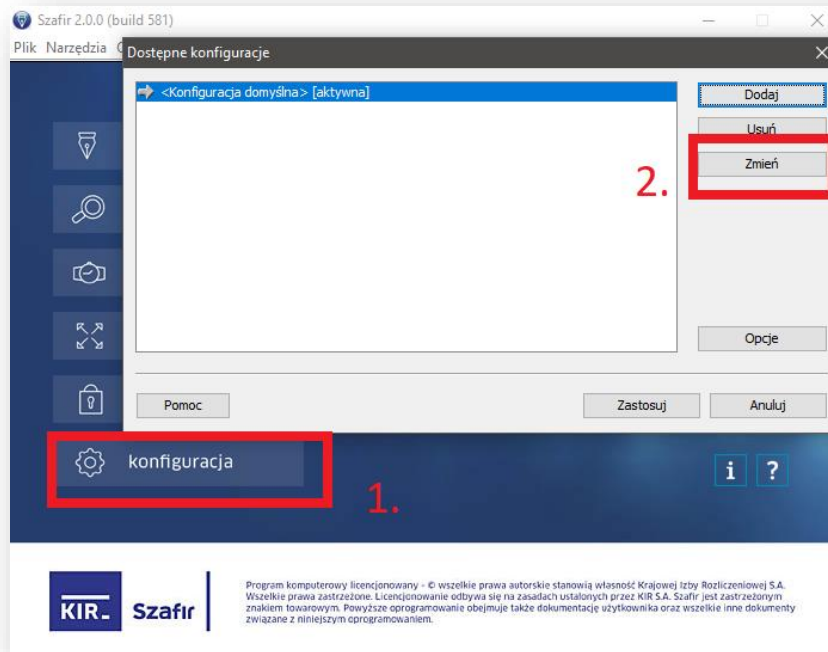 Szafir 2.0.0 (build 581)
Plik Narzędzia
Dostępne konfiguracje
<Konfiguracja domyślna> [aktywna]
Dodaj
Usuń
Zmień
2.
Opcje
Pomoc
Zastosuj
Anuluj
konfiguracja
i ?
1.
KIR Szafir
Program komputerowy licencjonowany - © wszelkie prawa autorskie stanowią własność Krajowej Izby Rozliczeniowej S.A.
Wszelkie prawa zastrzeżone. Licencjonowanie odbywa się na zasadach ustalonych przez KIR S.A. Szafir jest zastrzeżonym
znakiem towarowym. Powyższe oprogramowanie obejmuje także dokumentację użytkownika oraz wszelkie inne dokumenty
związane z niniejszym oprogramowaniem.